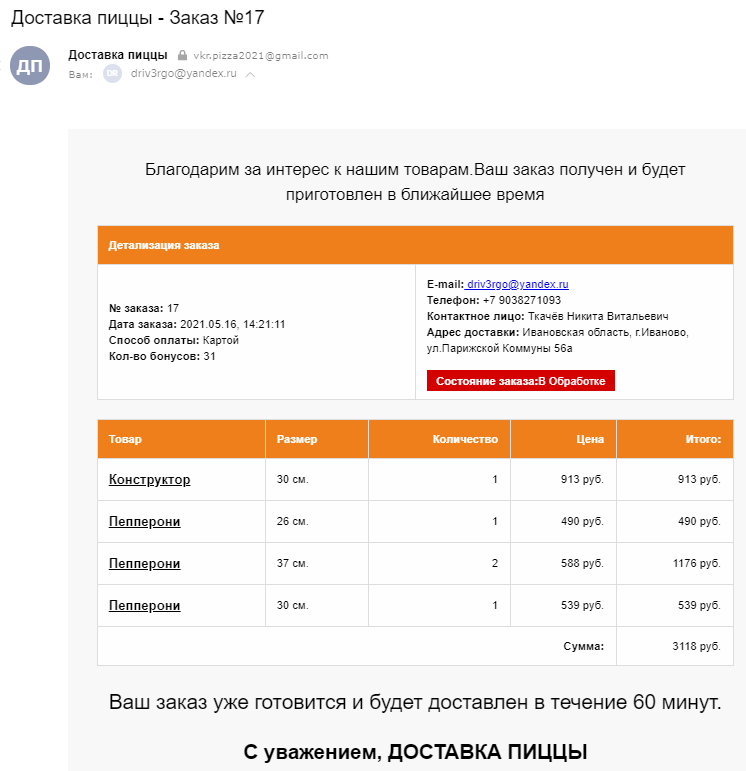 Доставка пиццы - Заказ №17
ДП
Доставка пиццы vkr.pizza2021@gmail.com
Вам: DR driv3rgo@yandex.ru
Благодарим за интерес к нашим товарам.Ваш заказ получен и будет
приготовлен в ближайшее время
Детализация заказа
№ заказа: 17
Дата заказа: 2021.05.16, 14:21:11
Способ оплаты: Картой
Кол-во бонусов: 31
E-mail: driv3rgo@yandex.ru
Телефон: +7 9038271093
Контактное лицо: Ткачёв Никита Витальевич
Адрес доставки: Ивановская область, г.Иваново,
ул.Парижской Коммуны 56а
Состояние заказа:В Обработке
Товар Размер Количество Цена Итого:
Конструктор 30 см. 1 913 руб. 913 руб.
Пепперони 26 см. 1 490 руб. 490 руб.
Пепперони 37 см. 2 588 руб. 1176 руб.
Пепперони 30 см. 1 539 руб. 539 руб.
Сумма: 3118 руб.
Ваш заказ уже готовится и будет доставлен в течение 60 минут.
С уважением, ДОСТАВКА ПИЦЦЫ